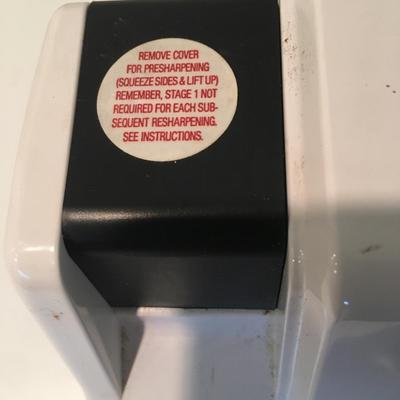 REMOVE COVER
FOR PRESHARPENING
(SQUEEZE SIDES & LIFT UP)
REMEMBER, STAGE 1 NOT
REQUIRED FOR EACH SUB-
SEQUENT RESHARPENING.
SEE INSTRUCTIONS.